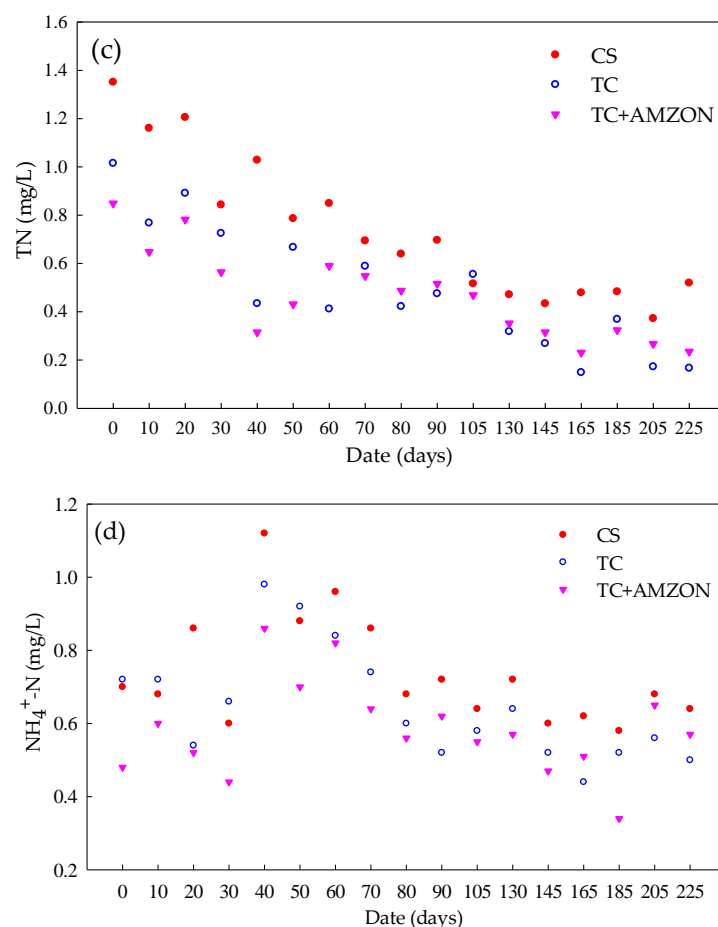 (c)
CS
TC
TC+AMZON
TN (mg/L)
1.6
1.4
1.2
1.0
0.8
0.6
0.4
0.2
0.0
0 10 20 30 40 50 60 70 80 90 105 130 145 165 185 205 225
Date (days)
(d)
CS
TC
TC+AMZON
NH₄⁺-N (mg/L)
1.2
1.0
0.8
0.6
0.4
0.2
0 10 20 30 40 50 60 70 80 90 105 130 145 165 185 205 225
Date (days)